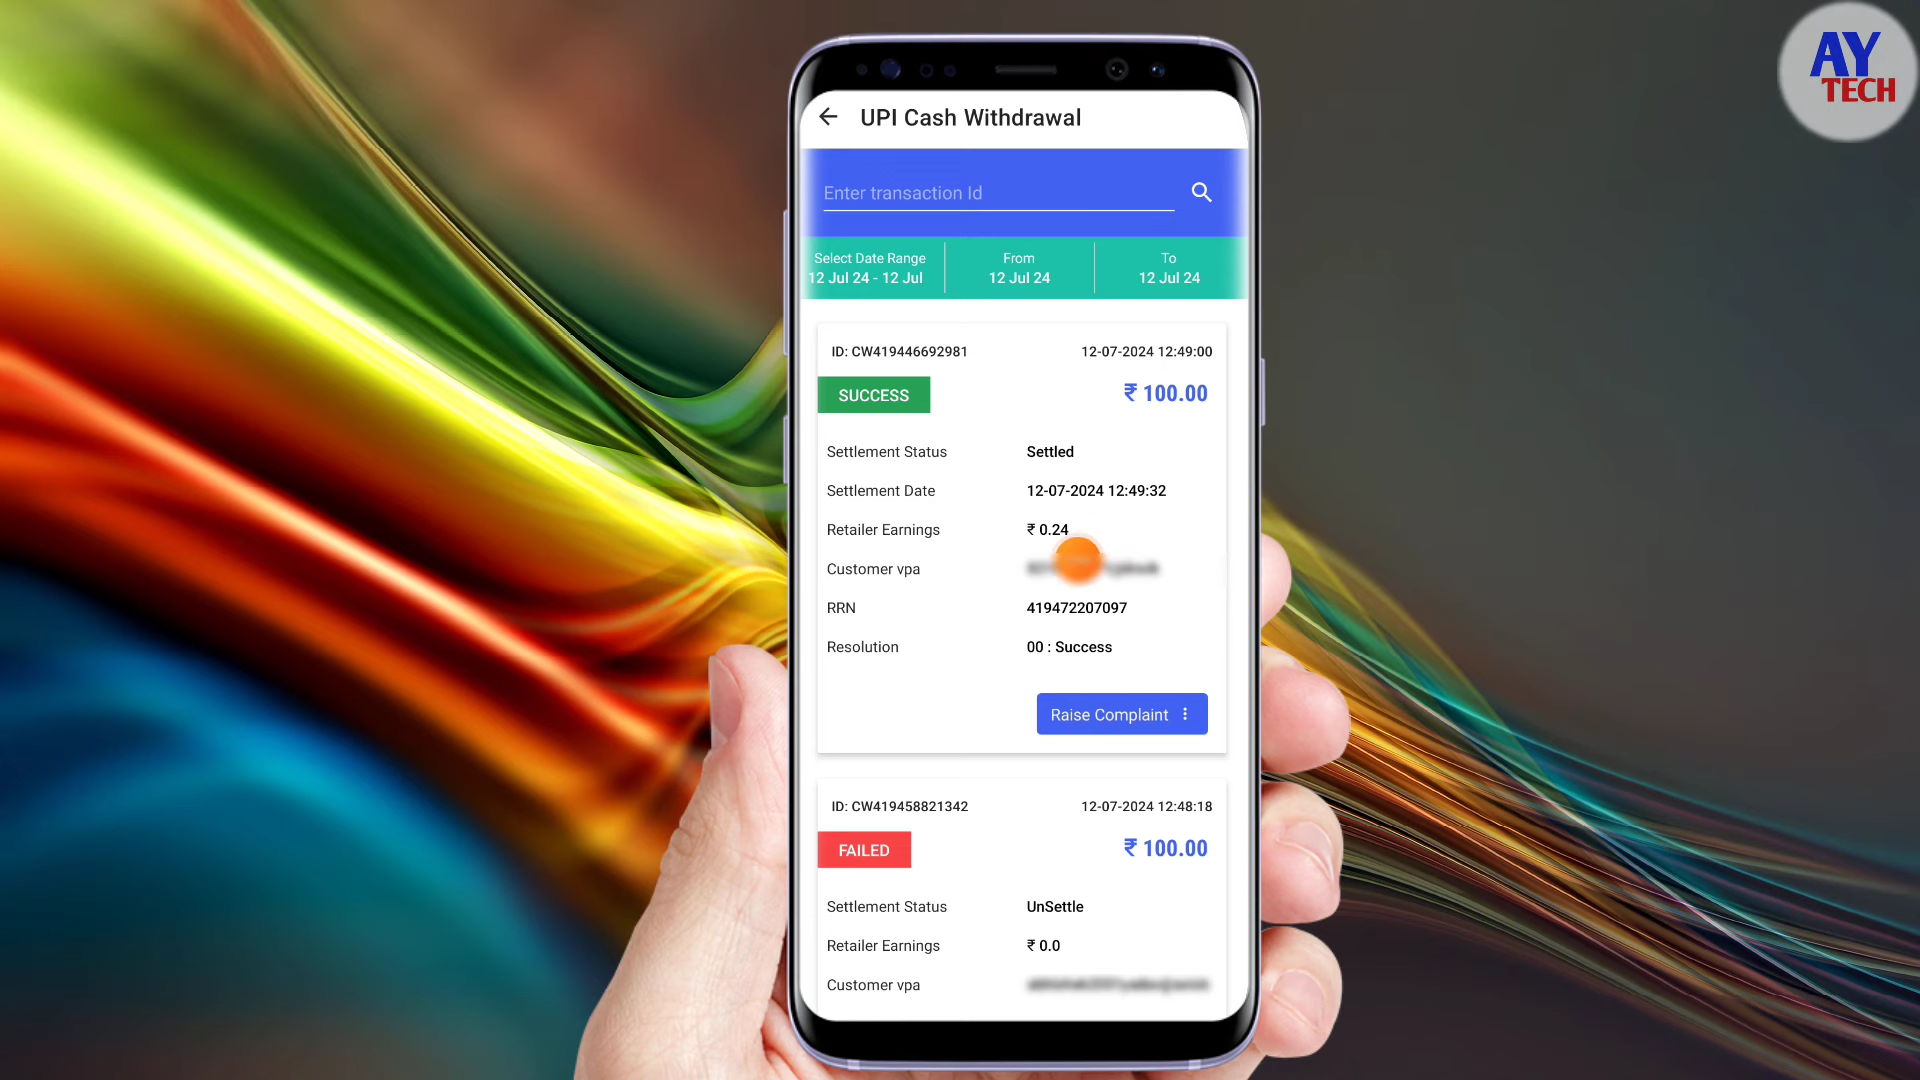 AY
TECH
UPI Cash Withdrawal
Enter transaction Id
Select Date Range
12 Jul 24 - 12 Jul
From
12 Jul 24
To
12 Jul 24
ID: CW419446692981
12-07-2024 12:49:00
SUCCESS
₹ 100.00
Settlement Status
Settled
Settlement Date
12-07-2024 12:49:32
Retailer Earnings
₹ 0.24
Customer vpa
RRN
419472207097
Resolution
00 : Success
Raise Complaint
ID: CW419458821342
12-07-2024 12:48:18
FAILED
₹ 100.00
Settlement Status
UnSettle
Retailer Earnings
₹ 0.0
Customer vpa